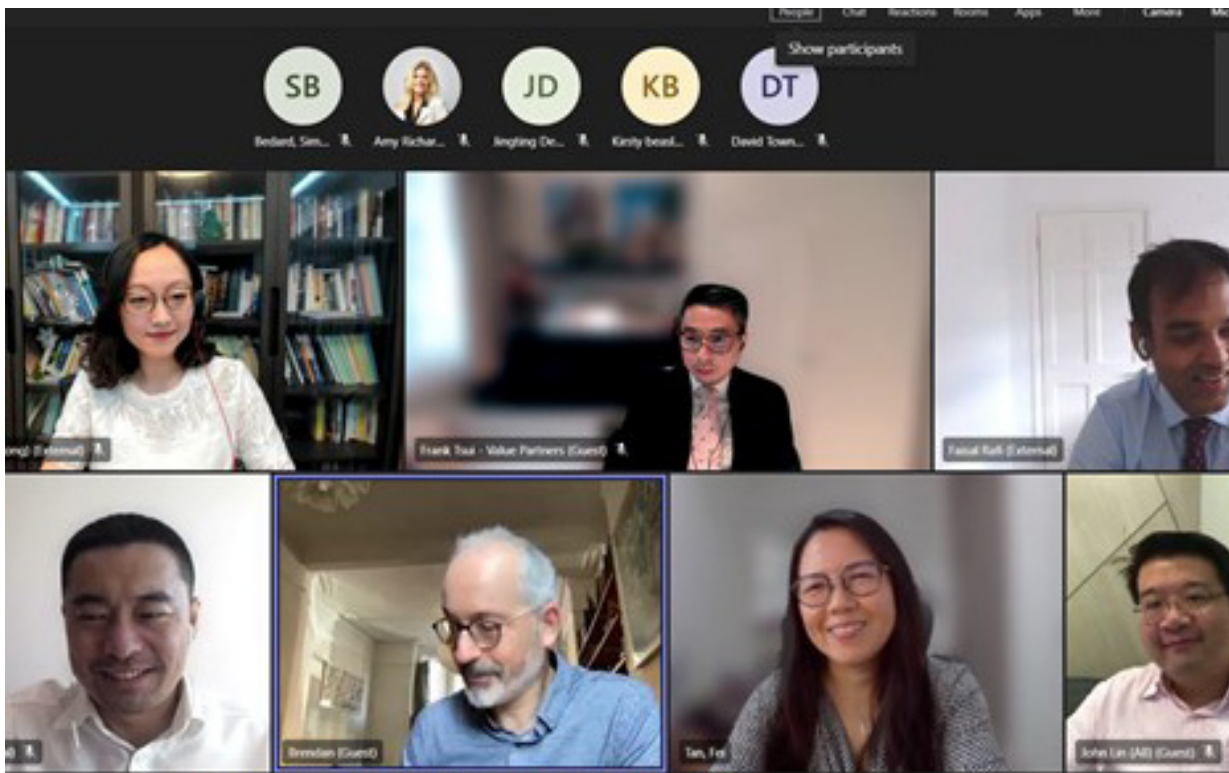 People Chat Reactions Rooms Apps More Camera
Show participants
SB JD KB DT
Bedard, Sim... Amy Richar... Jingting De... Kirsty beasl... David Town...
ong) (External) Frank Tsui - Value Partners (Guest) Faisal Rafi (External)
Brendan (Guest) Tan, Fei John Lin (AB) (Guest)